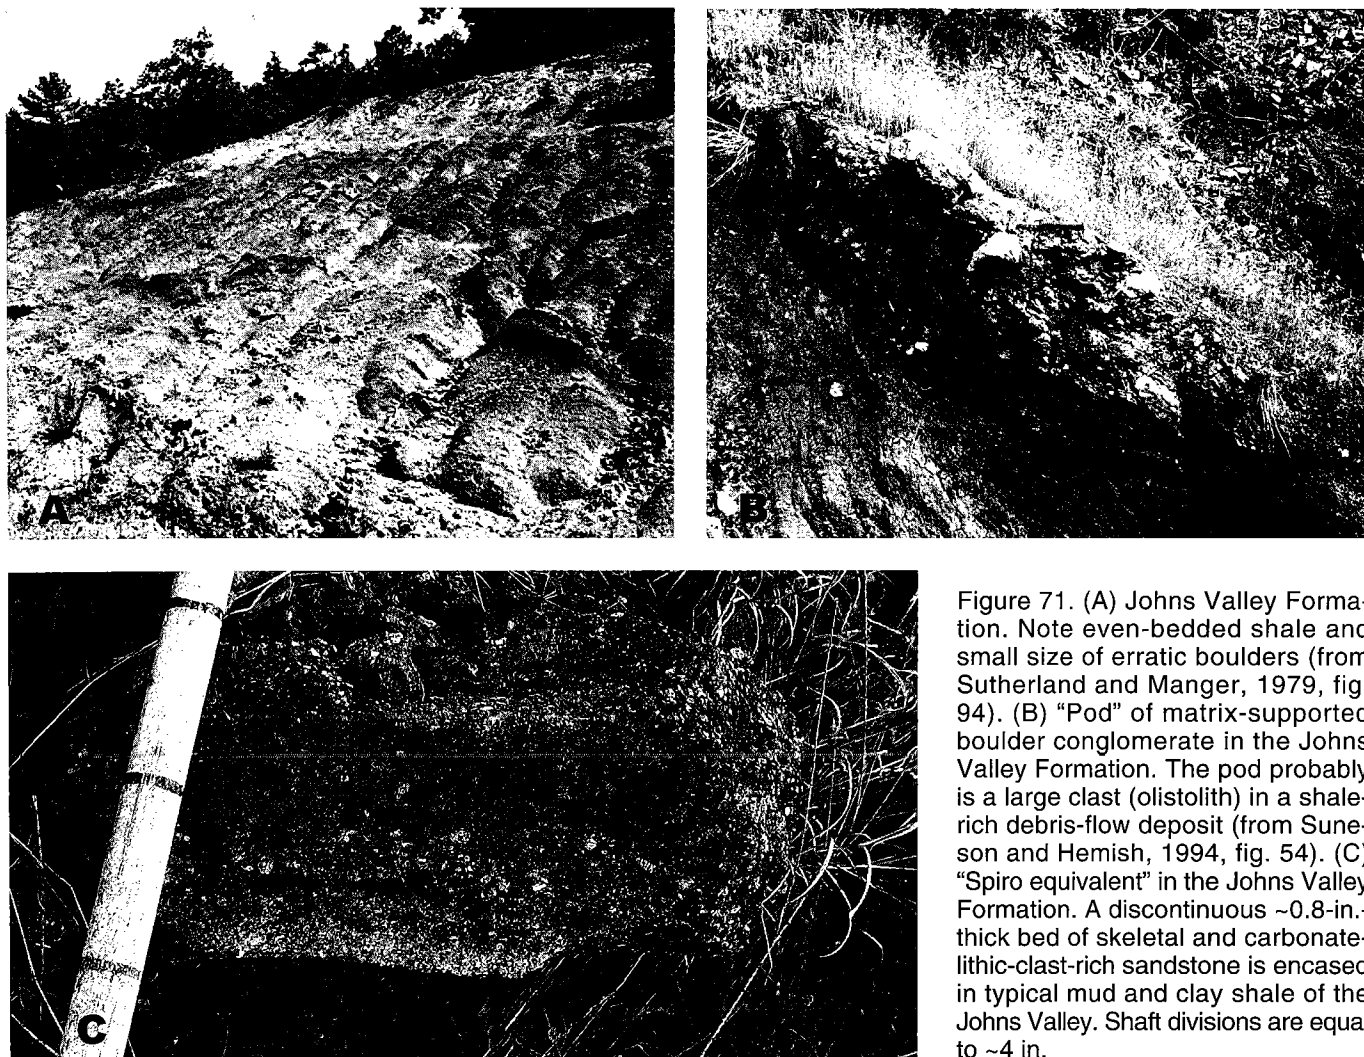 A
B
C
Figure 71. (A) Johns Valley Forma-
tion. Note even-bedded shale and
small size of erratic boulders (from
Sutherland and Manger, 1979, fig
94). (B) “Pod” of matrix-supported
boulder conglomerate in the Johns
Valley Formation. The pod probably
is a large clast (olistolith) in a shale-
rich debris-flow deposit (from Sune-
son and Hemish, 1994, fig. 54). (C)
“Spiro equivalent” in the Johns Valley
Formation. A discontinuous ~0.8-in.-
thick bed of skeletal and carbonate-
lithic-clast-rich sandstone is encased
in typical mud and clay shale of the
Johns Valley. Shaft divisions are equa
to ~4 in.